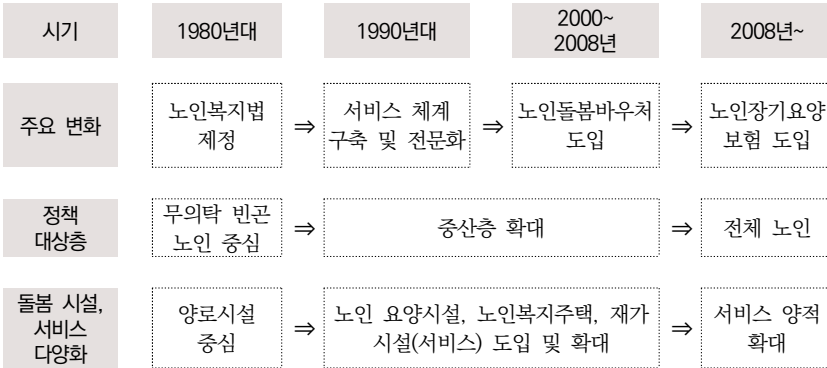 시기
1980년대
1990년대
2000~
2008년
2008년~
주요 변화
노인복지법
제정
⇒
서비스 체계
구축 및 전문화
⇒
노인돌봄바우처
도입
⇒
노인장기요양
보험 도입
정책
대상층
무의탁 빈곤
노인 중심
⇒
중산층 확대
⇒
전체 노인
돌봄 시설,
서비스
다양화
양로시설
중심
⇒
노인 요양시설, 노인복지주택, 재가
시설(서비스) 도입 및 확대
⇒
서비스 양적
확대